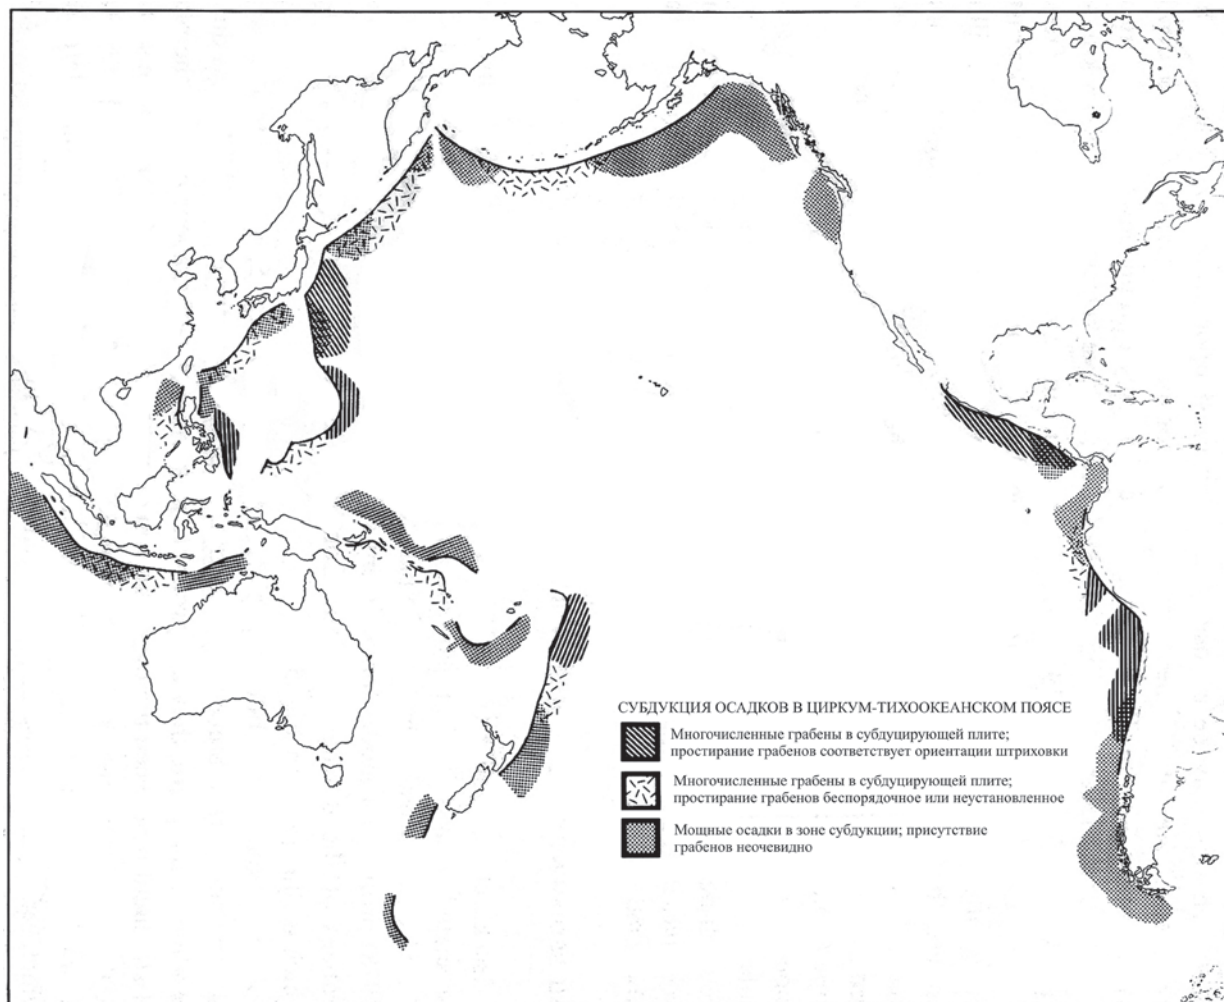 СУБДУКЦИЯ ОСАДКОВ В ЦИРКУМ-ТИХООКЕАНСКОМ ПОЯСЕ
Многочисленные грабены в субдуцирующей плите;
простирание грабенов соответствует ориентации штриховки
Многочисленные грабены в субдуцирующей плите;
простирание грабенов беспорядочное или неустановленное
Мощные осадки в зоне субдукции; присутствие
грабенов неочевидно